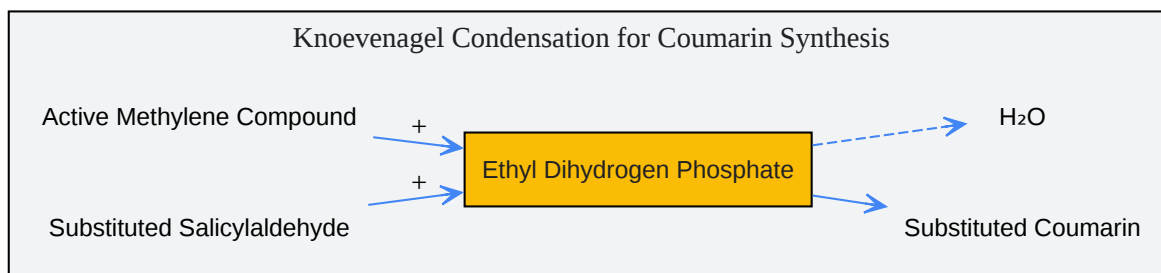 Knoevenagel Condensation for Coumarin Synthesis
Active Methylene Compound
+
H₂O
Ethyl Dihydrogen Phosphate
+
Substituted Salicylaldehyde
Substituted Coumarin